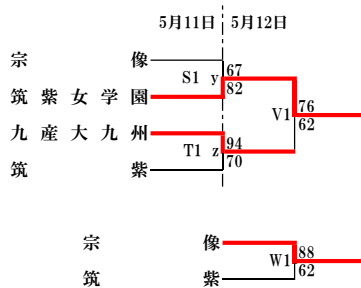 5月11日 5月12日
宗像
S1 y 67
筑紫女学園 82
V1 76
62
九産大九州
T1 z 94
筑紫 70
宗像
W1 88
筑紫 62